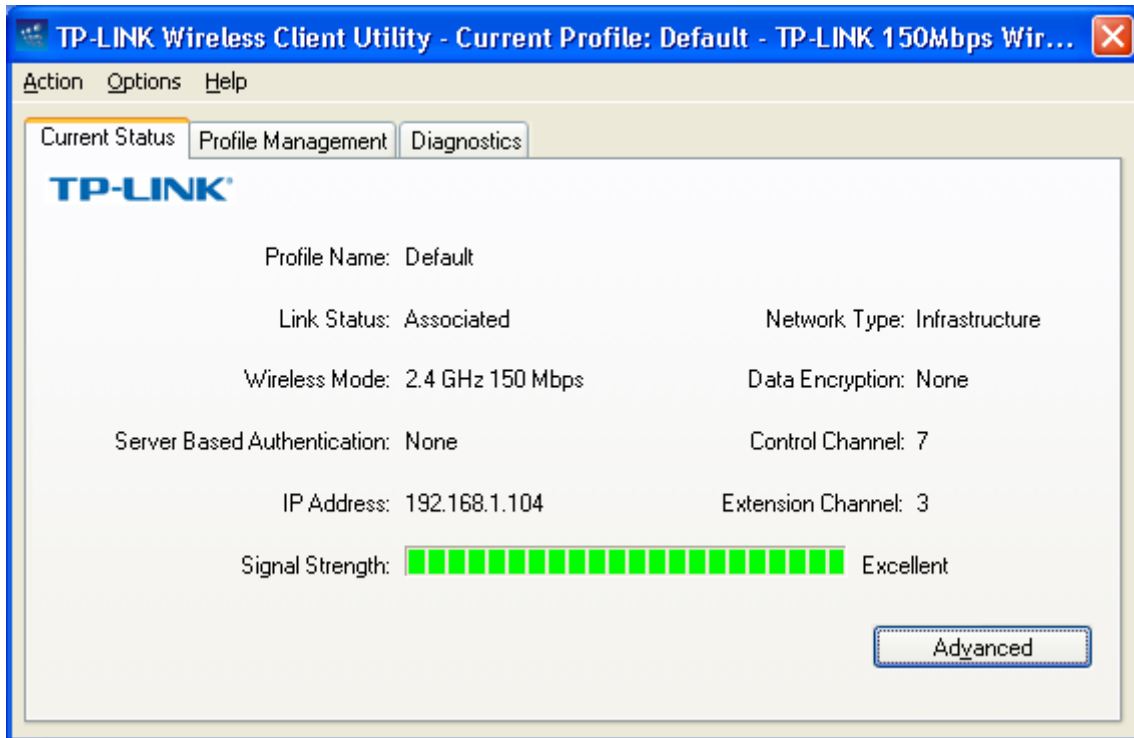 TP-LINK Wireless Client Utility - Current Profile: Default - TP-LINK 150Mbps Wir...
Action Options Help
Current Status Profile Management Diagnostics
TP-LINK®
Profile Name: Default
Link Status: Associated Network Type: Infrastructure
Wireless Mode: 2.4 GHz 150 Mbps Data Encryption: None
Server Based Authentication: None Control Channel: 7
IP Address: 192.168.1.104 Extension Channel: 3
Signal Strength: Excellent
Advanced